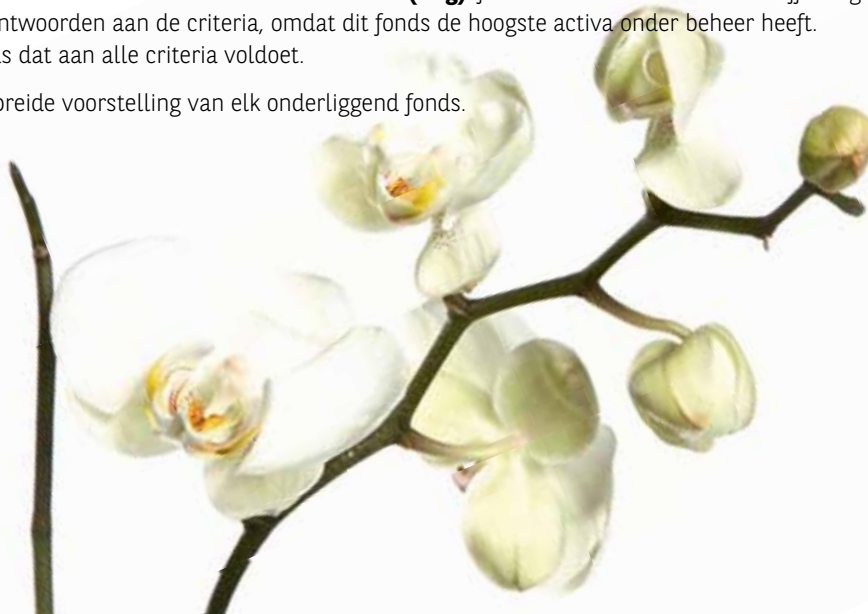 ntwoorden aan de criteria, omdat dit fonds de hoogste activa onder beheer heeft.
s dat aan alle criteria voldoet.
breide voorstelling van elk onderliggend fonds.